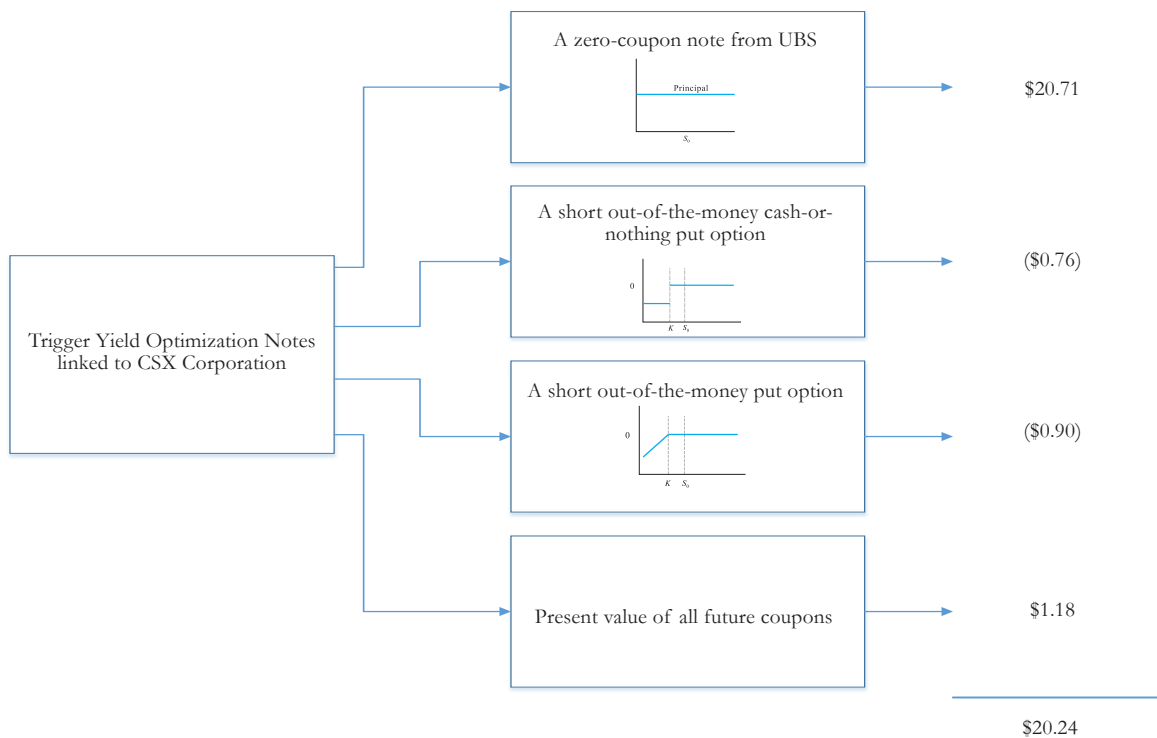 A zero-coupon note from UBS
Principal
S₀
$20.71
A short out-of-the-money cash-or-
nothing put option
0
K S₀
($0.76)
Trigger Yield Optimization Notes
linked to CSX Corporation
A short out-of-the-money put option
0
K S₀
($0.90)
Present value of all future coupons
$1.18
$20.24